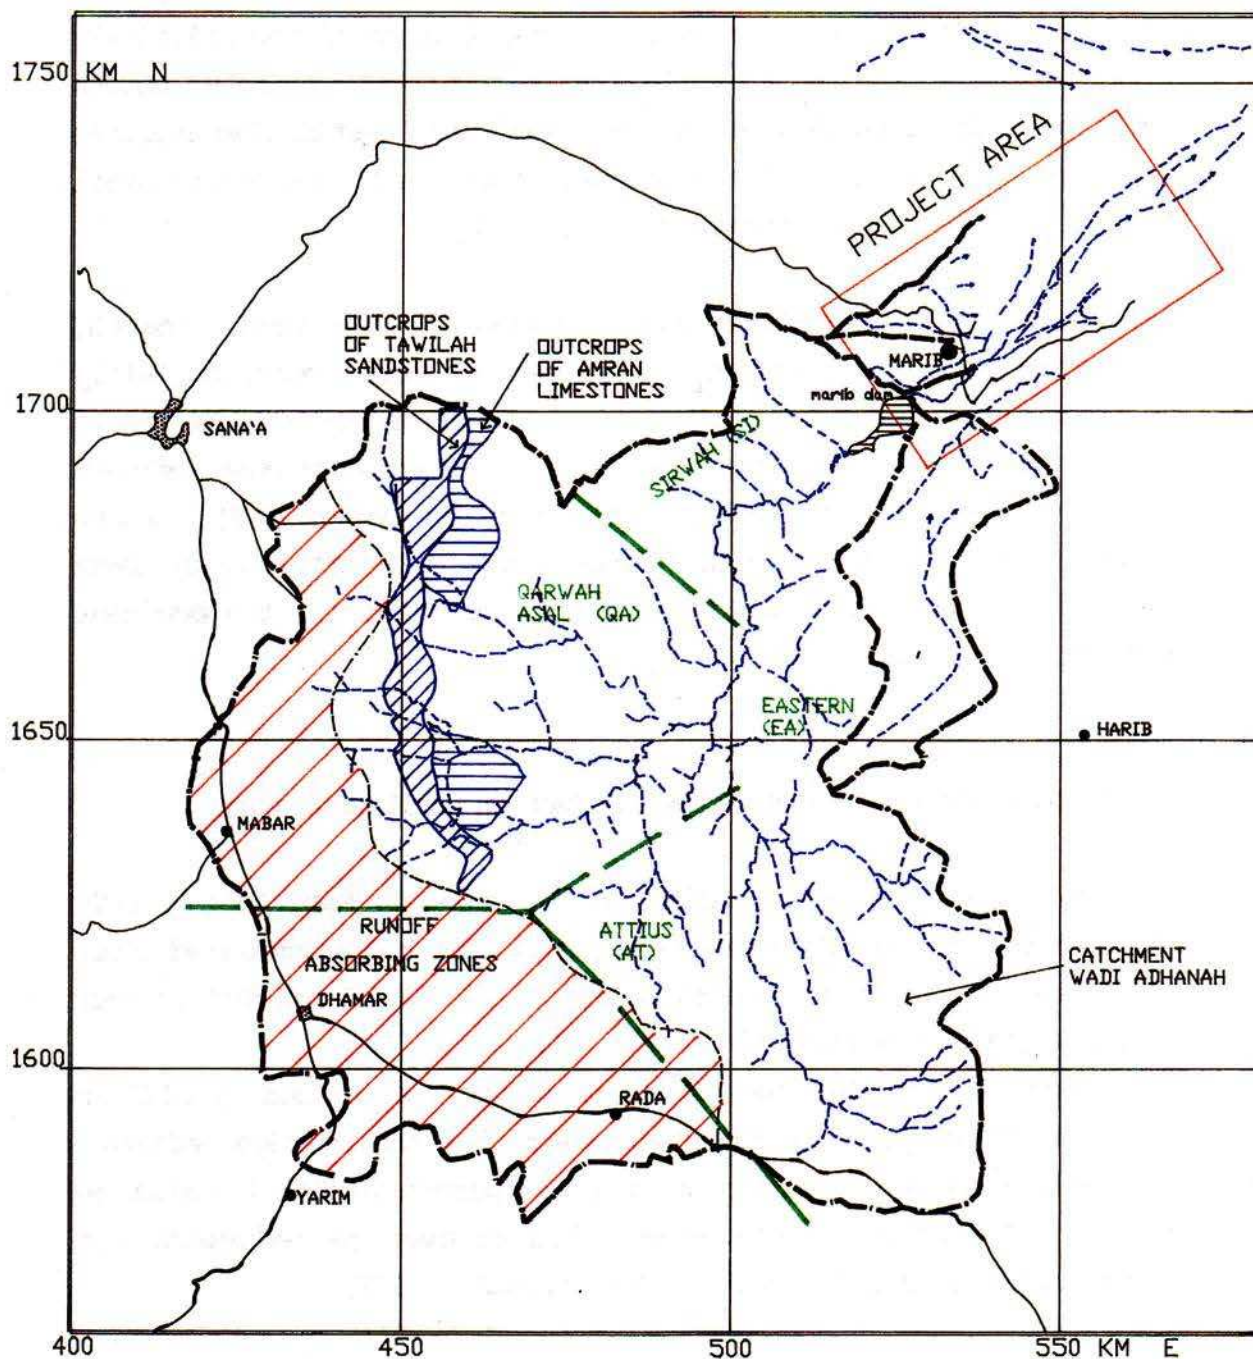 1750 KM N
PROJECT AREA
OUTCROPS
OF TAWILAH
SANDSTONES
OUTCROPS
OF AMRAN
LIMESTONES
MARIB
marib dam
1700
SANA'A
SIRWAH (SI)
QARWAH
ASAL (QA)
EASTERN
(EA)
1650
HARIB
MABAR
RUNOFF
ABSORBING ZONES
ATTIUS
(AT)
CATCHMENT
WADI ADHANAH
DHAMAR
1600
RADA
YARIM
400
450
500
550 KM E